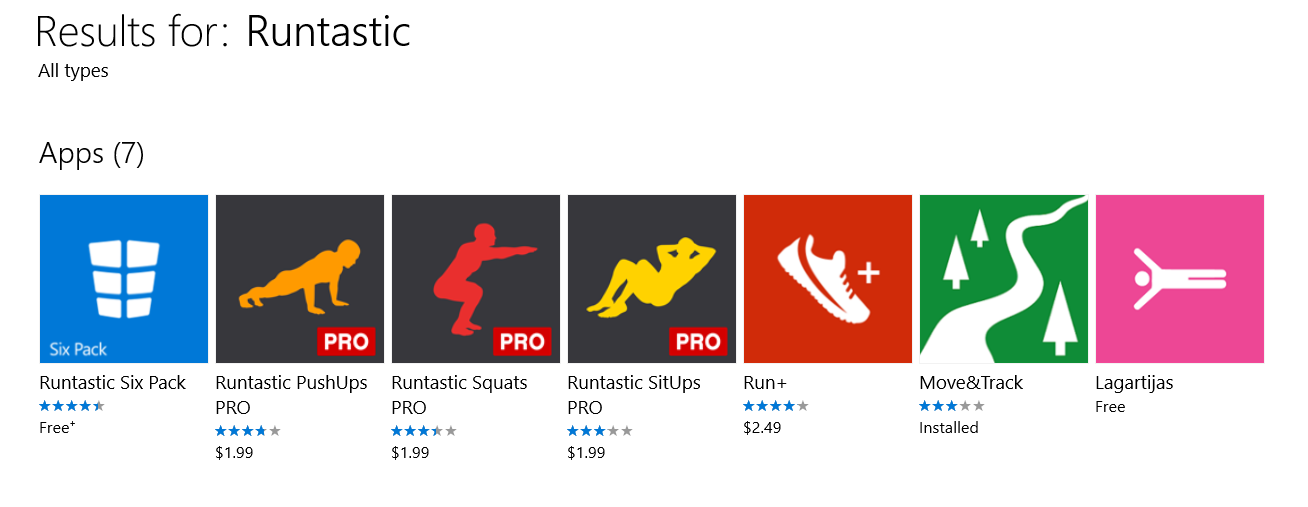 Results for: Runtastic
All types
Apps (7)
Six Pack
PRO
PRO
PRO
+
Runtastic Six Pack
Free+
Runtastic PushUps
PRO
$1.99
Runtastic Squats
PRO
$1.99
Runtastic SitUps
PRO
$1.99
Run+
$2.49
Move&Track
Installed
Lagartijas
Free